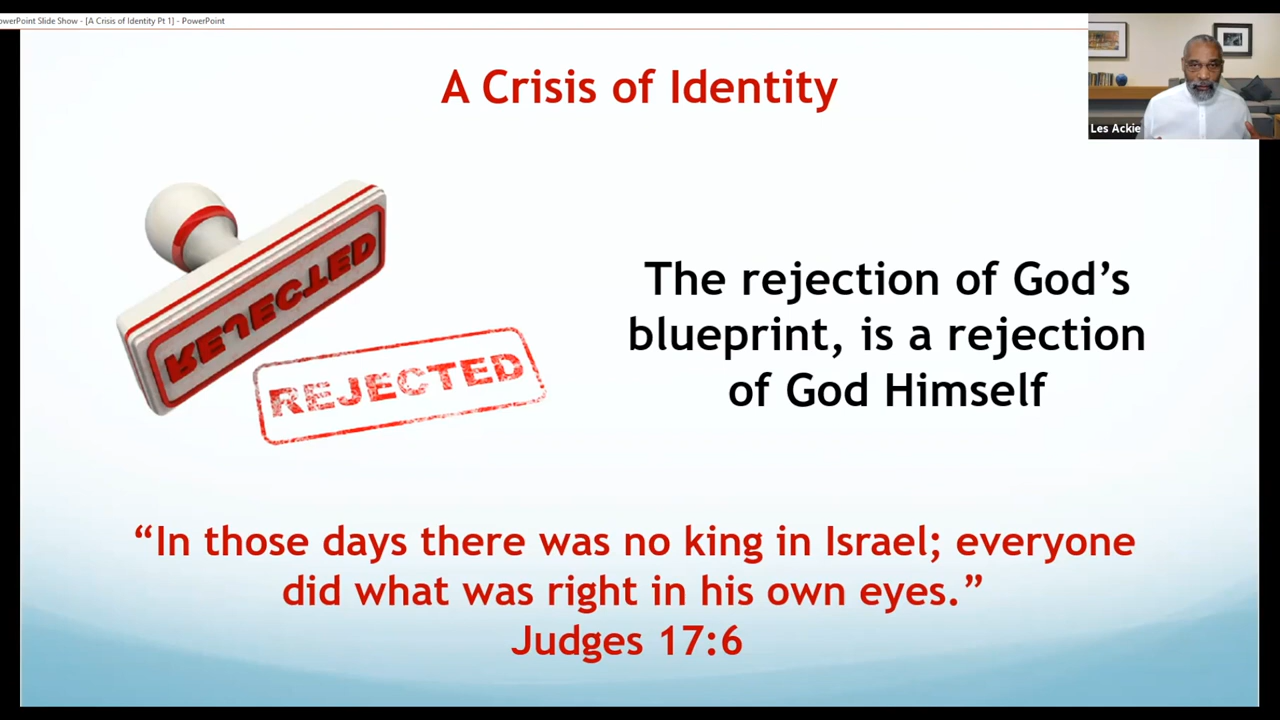 owerPoint Slide Show - [A Crisis of Identity Pt 1] - PowerPoint
A Crisis of Identity
Les Ackie
REJECTED
REJECTED
The rejection of God’s
blueprint, is a rejection
of God Himself
“In those days there was no king in Israel; everyone
did what was right in his own eyes.”
Judges 17:6